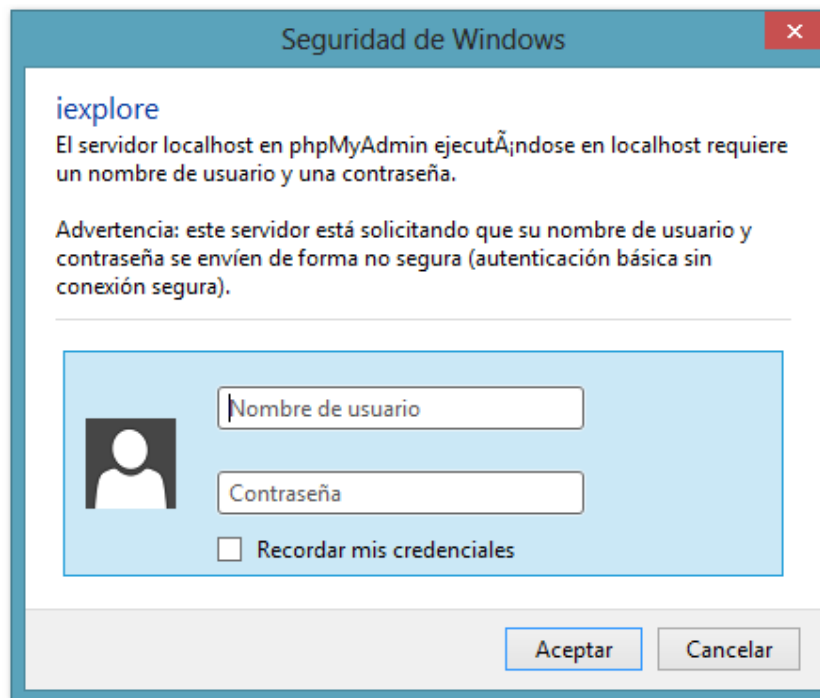 Seguridad de Windows
iexplore
El servidor localhost en phpMyAdmin ejecutÃ¡ndose en localhost requiere
un nombre de usuario y una contraseña.
Advertencia: este servidor está solicitando que su nombre de usuario y
contraseña se envíen de forma no segura (autenticación básica sin
conexión segura).
Nombre de usuario
Contraseña
Recordar mis credenciales
Aceptar
Cancelar